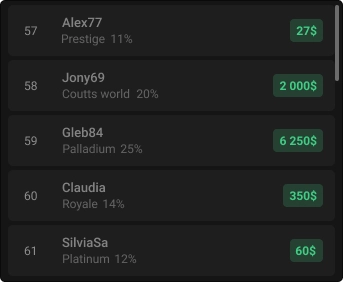 57 Alex77 27$
Prestige 11%
58 Jony69 2 000$
Coutts world 20%
59 Gleb84 6 250$
Palladium 25%
60 Claudia 350$
Royale 14%
61 SilviaSa 60$
Platinum 12%